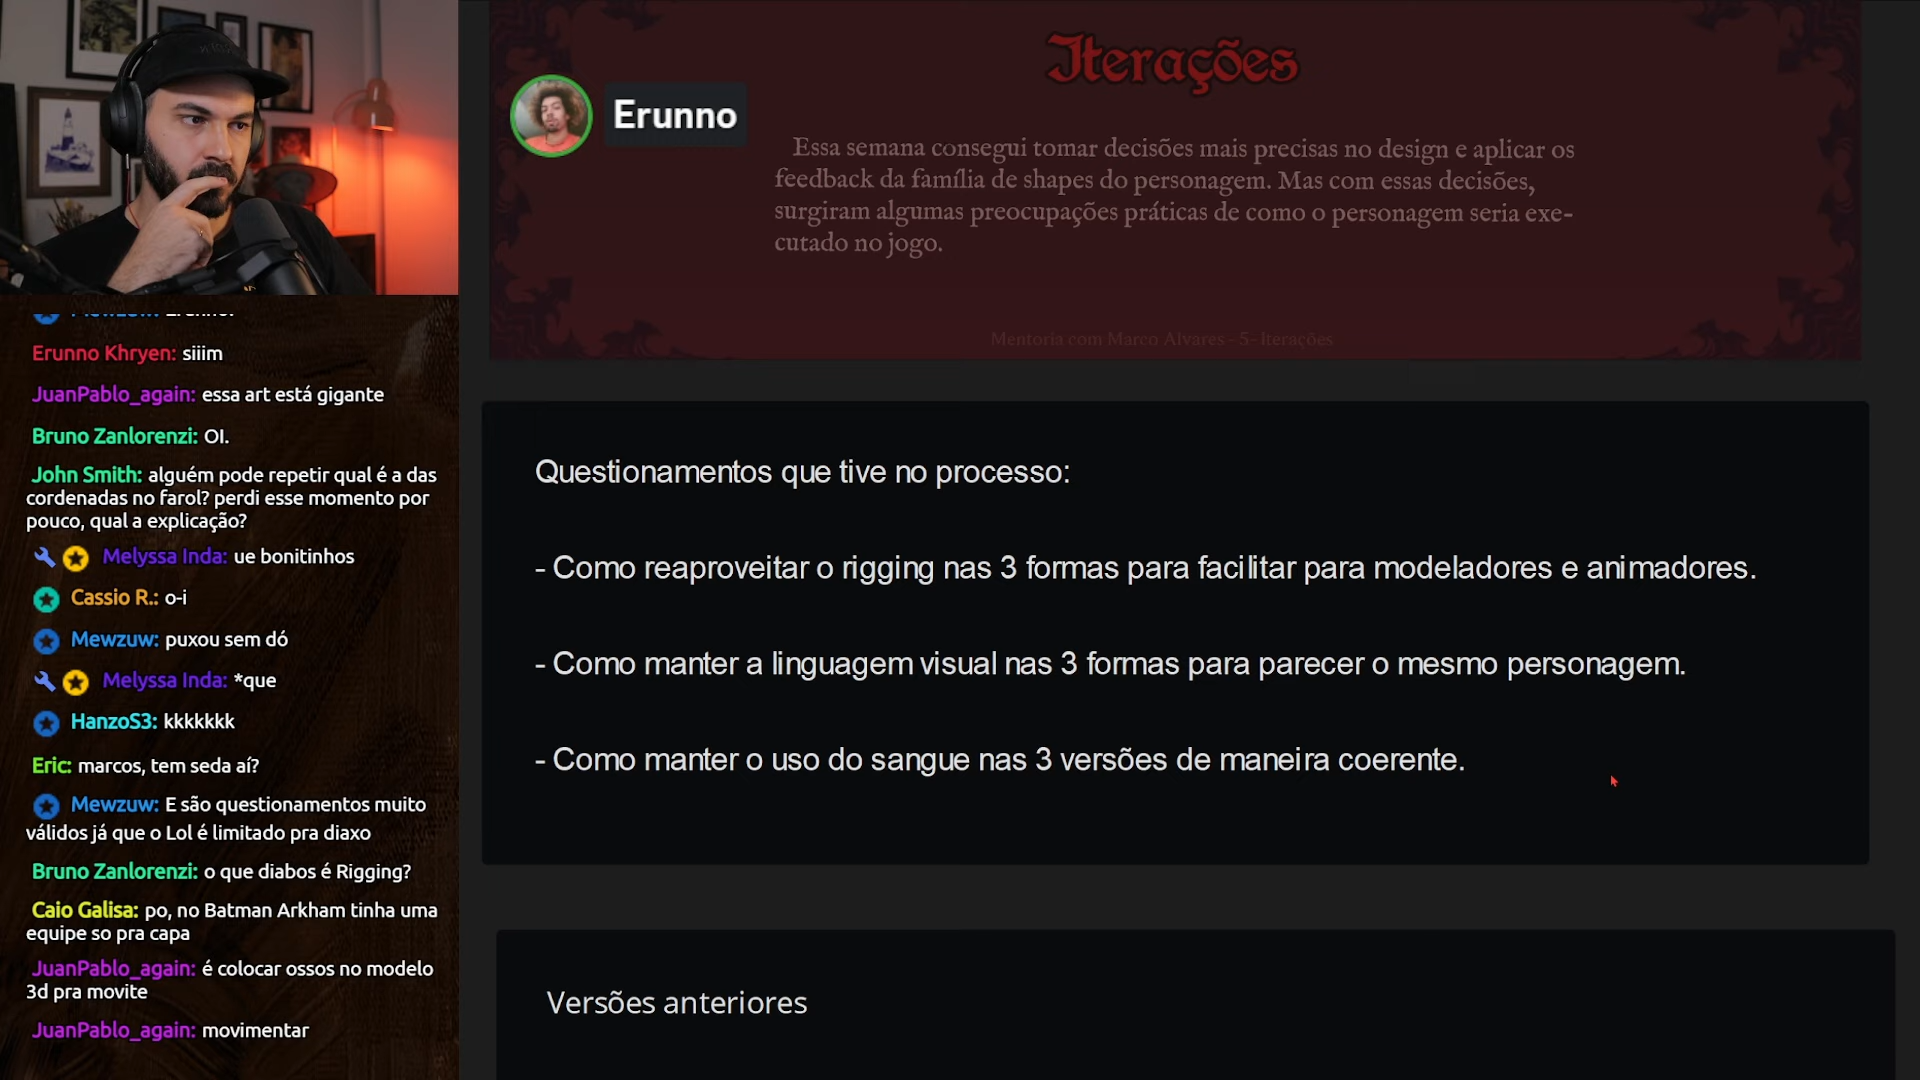 Iterações
Erunno
Essa semana consegui tomar decisões mais precisas no design e aplicar os
feedback da família de shapes do personagem. Mas com essas decisões,
surgiram algumas preocupações práticas de como o personagem seria exe-
cutado no jogo.
Mentoria com Marco Alvares - 5- Iterações
Questionamentos que tive no processo:
- Como reaproveitar o rigging nas 3 formas para facilitar para modeladores e animadores.
- Como manter a linguagem visual nas 3 formas para parecer o mesmo personagem.
- Como manter o uso do sangue nas 3 versões de maneira coerente.
Versões anteriores
Erunno Khryen: siiim
JuanPablo_again: essa art está gigante
Bruno Zanlorenzi: OI.
John Smith: alguém pode repetir qual é a das
cordenadas no farol? perdi esse momento por
pouco, qual a explicação?
Melyssa Inda: ue bonitinhos
Cassio R.: o-i
Mewzuw: puxou sem dó
Melyssa Inda: *que
HanzoS3: kkkkkkk
Eric: marcos, tem seda aí?
Mewzuw: E são questionamentos muito
válidos já que o Lol é limitado pra diaxo
Bruno Zanlorenzi: o que diabos é Rigging?
Caio Galisa: po, no Batman Arkham tinha uma
equipe so pra capa
JuanPablo_again: é colocar ossos no modelo
3d pra movite
JuanPablo_again: movimentar